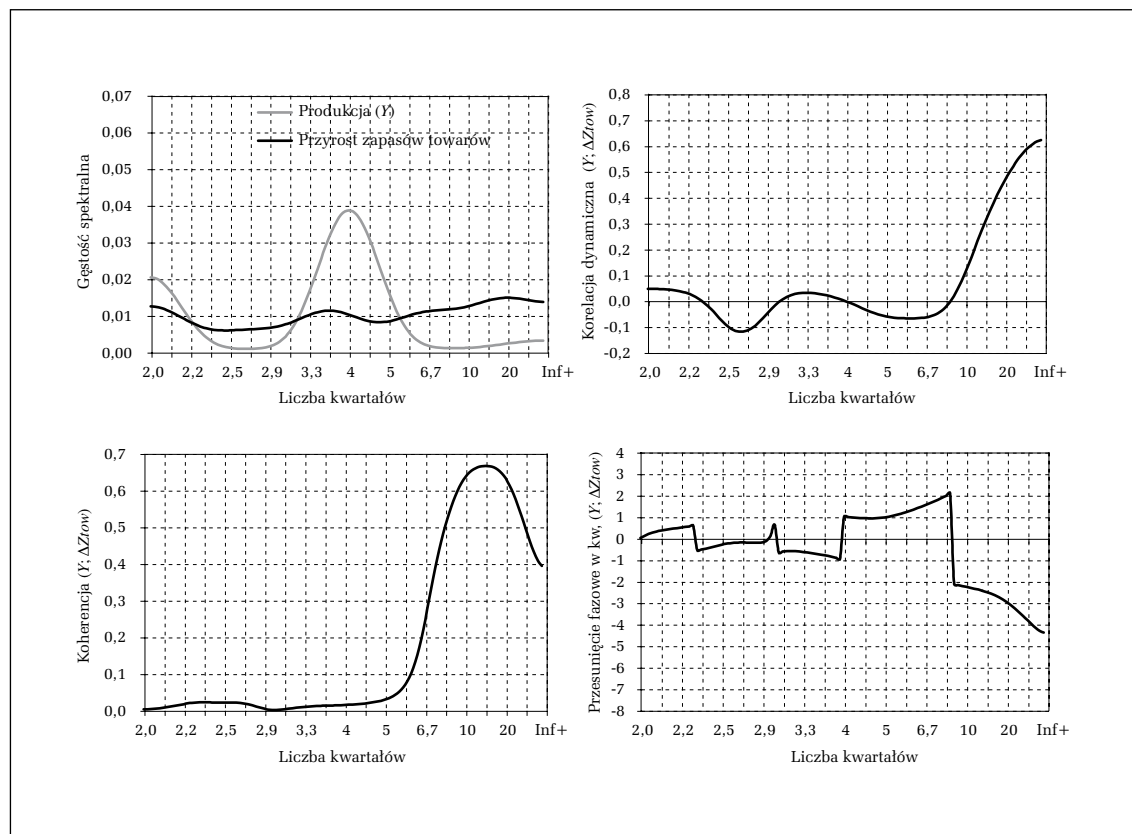 Gęstość spektralna
0,07
0,06
0,05
0,04
0,03
0,02
0,01
0,00
Produkcja (Y)
Przyrost zapasów towarów
2,0 2,2 2,5 2,9 3,3 4 5 6,7 10 20 Inf+
Liczba kwartałów
Korelacja dynamiczna (Y; ΔZtow)
0,8
0,7
0,6
0,5
0,4
0,3
0,2
0,1
0,0
-0,1
-0,2
2,0 2,2 2,5 2,9 3,3 4 5 6,7 10 20 Inf+
Liczba kwartałów
Koherencja (Y; ΔZtow)
0,7
0,6
0,5
0,4
0,3
0,2
0,1
0,0
2,0 2,2 2,5 2,9 3,3 4 5 6,7 10 20 Inf+
Liczba kwartałów
Przesunięcie fazowe w kw, (Y; ΔZtow)
4
3
2
1
0
-1
-2
-3
-4
-5
-6
-7
-8
2,0 2,2 2,5 2,9 3,3 4 5 6,7 10 20 Inf+
Liczba kwartałów